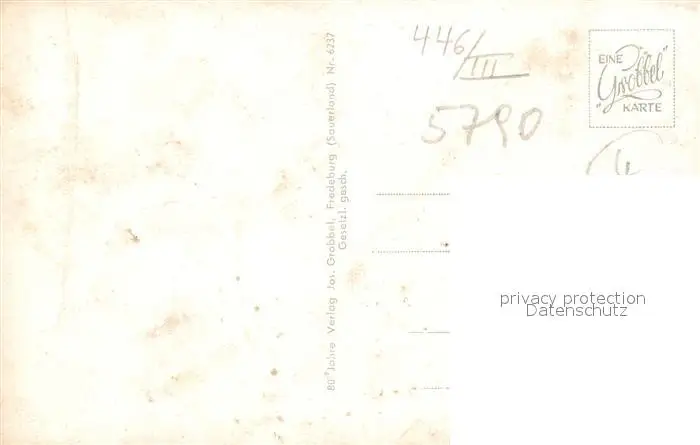 446/III
5790
EINE
"Grobbel"
KARTE
80 Jahre Verlag Jos. Grobbel, Fredeburg (Sauerland) Nr. 6237
Gesetzl. gesch.
privacy protection
Datenschutz